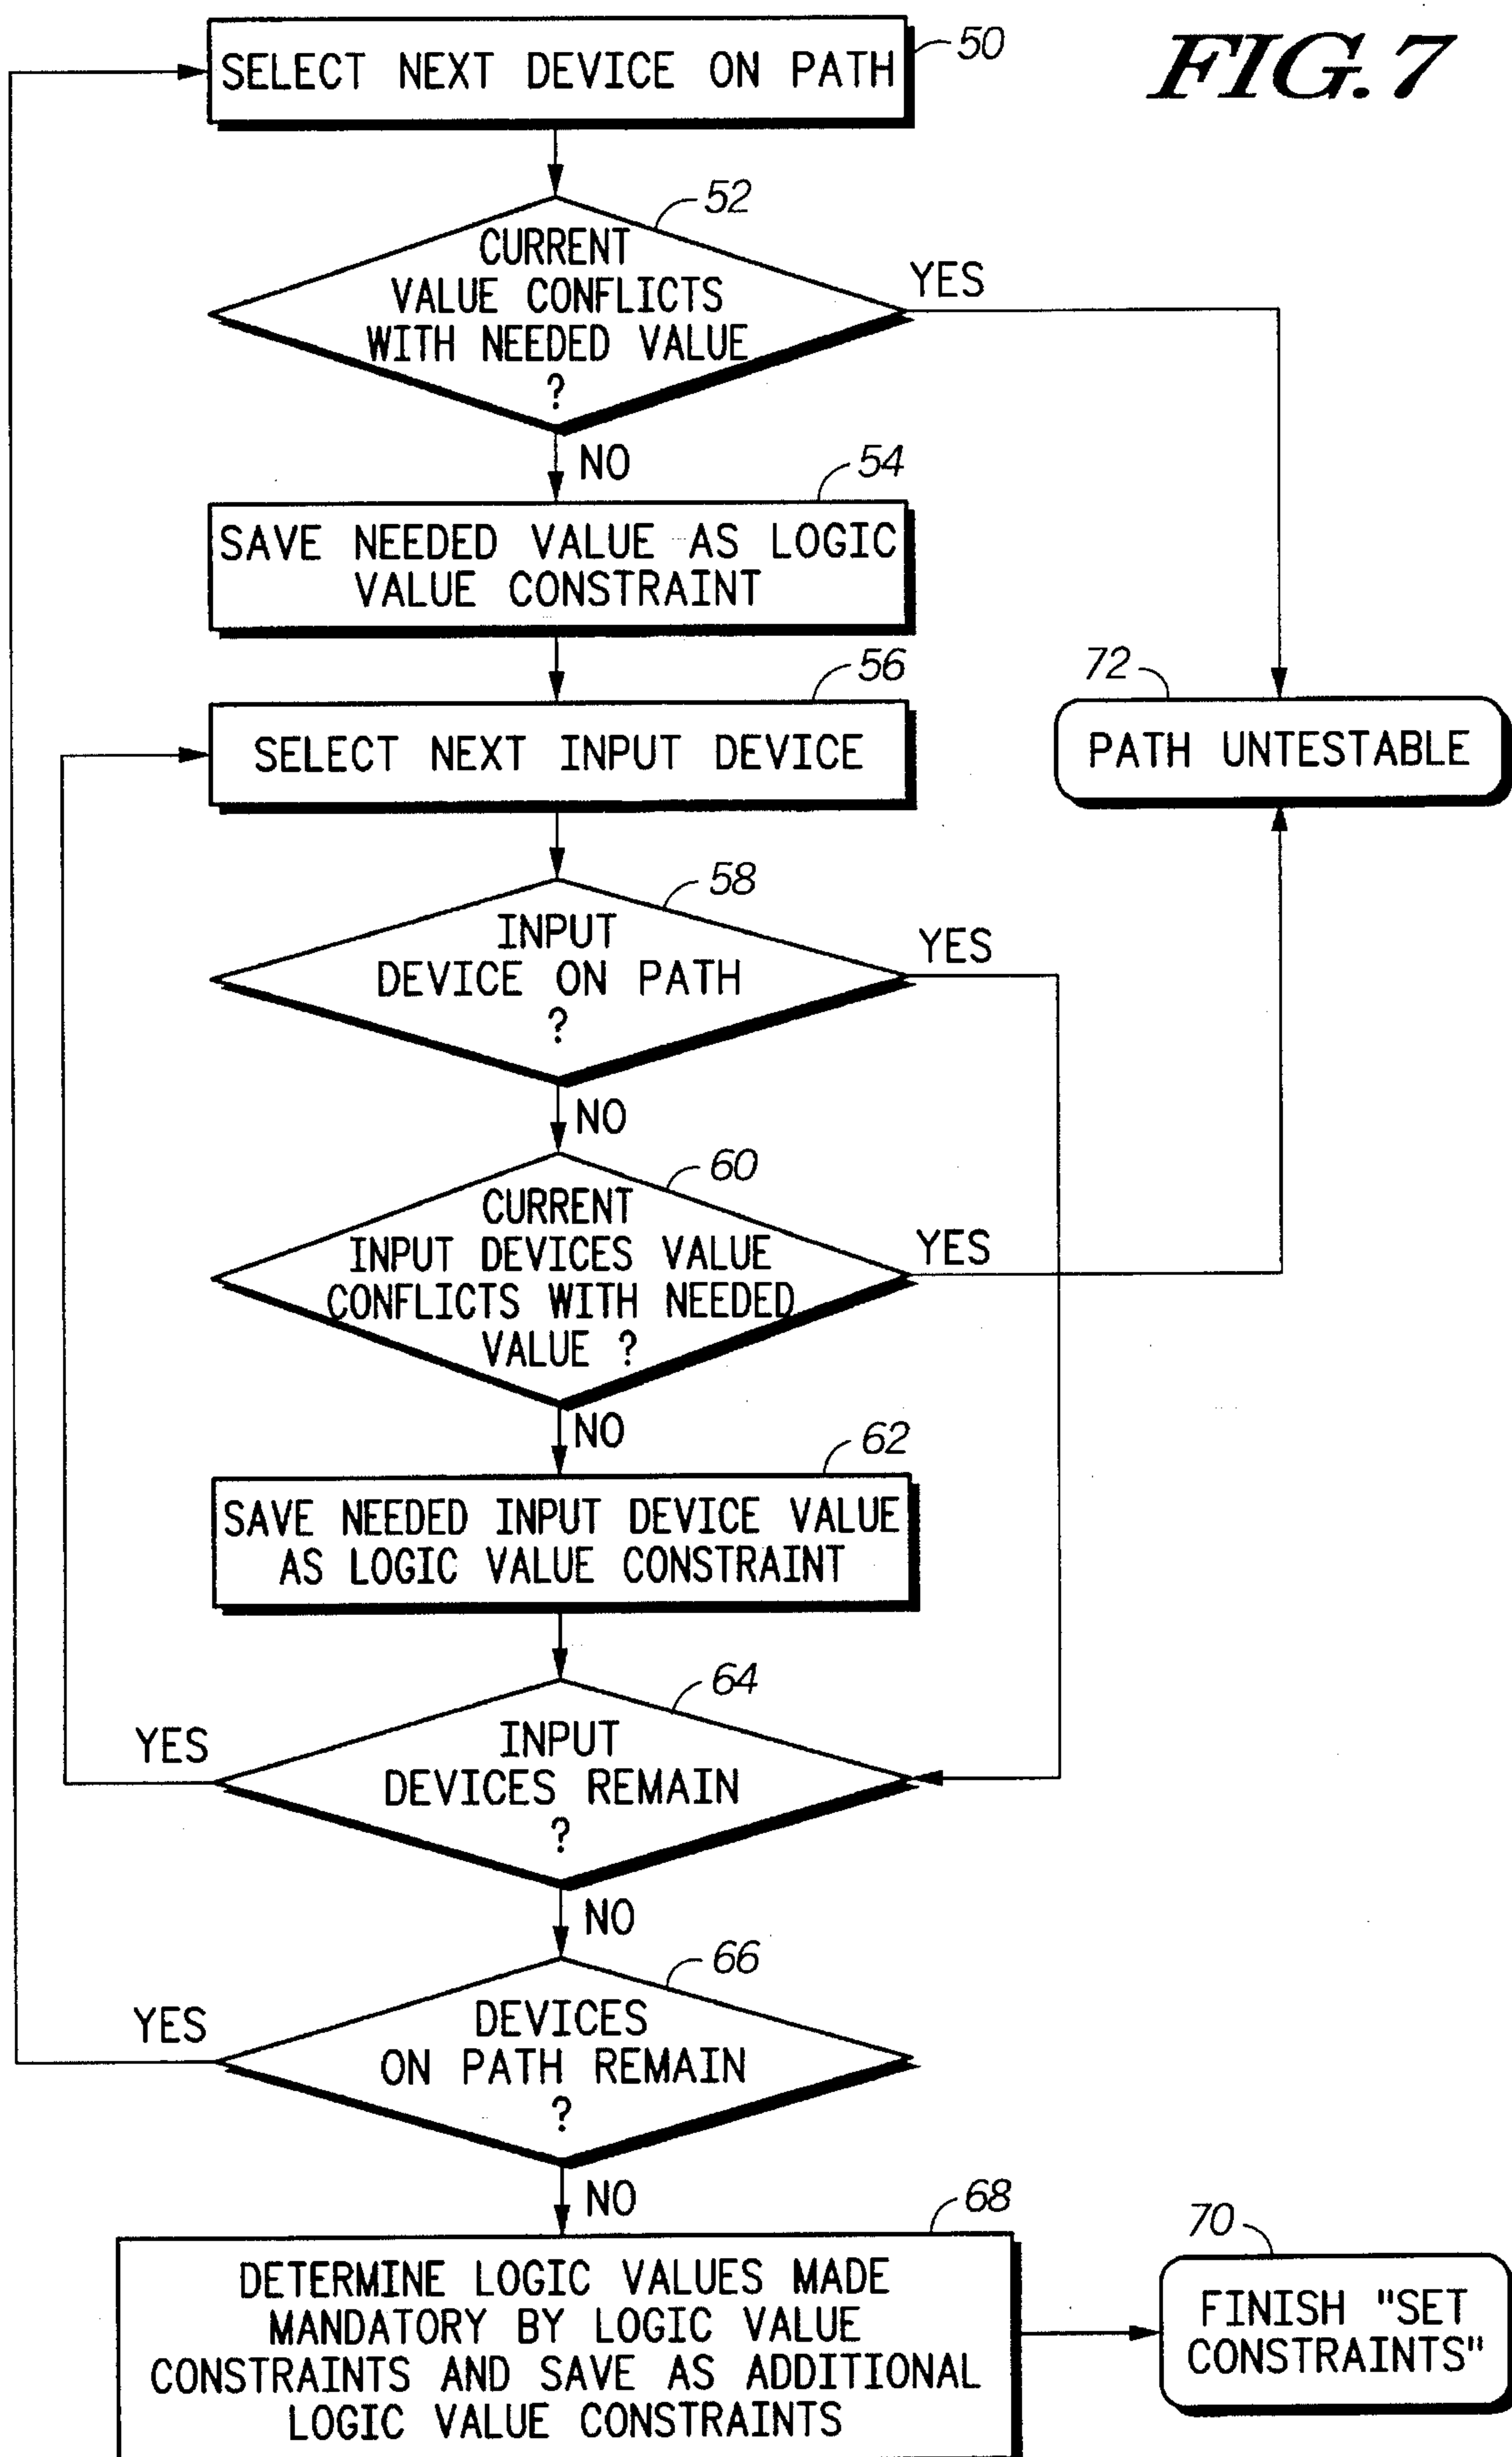 FIG. 7
SELECT NEXT DEVICE ON PATH
50
52
CURRENT
VALUE CONFLICTS
WITH NEEDED VALUE
?
YES
NO
54
SAVE NEEDED VALUE AS LOGIC
VALUE CONSTRAINT
56
SELECT NEXT INPUT DEVICE
72
PATH UNTESTABLE
58
INPUT
DEVICE ON PATH
?
YES
NO
60
CURRENT
INPUT DEVICES VALUE
CONFLICTS WITH NEEDED
VALUE ?
YES
NO
62
SAVE NEEDED INPUT DEVICE VALUE
AS LOGIC VALUE CONSTRAINT
64
INPUT
DEVICES REMAIN
?
YES
NO
66
DEVICES
ON PATH REMAIN
?
YES
NO
68
DETERMINE LOGIC VALUES MADE
MANDATORY BY LOGIC VALUE
CONSTRAINTS AND SAVE AS ADDITIONAL
LOGIC VALUE CONSTRAINTS
70
FINISH "SET
CONSTRAINTS"